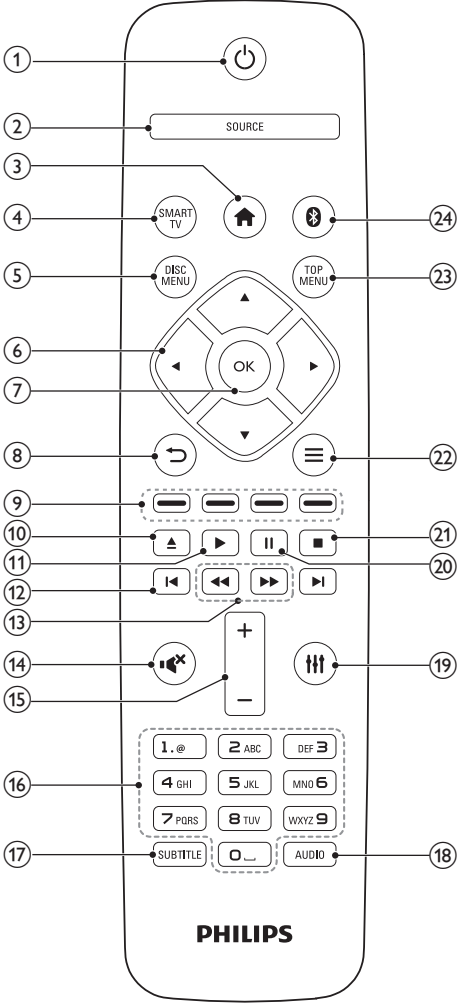 1
2 SOURCE
3
4 SMART TV 24
5 DISC MENU TOP MENU 23
6
7 OK
8 22
9
10 21
11 20
12
13
14 + 19
15 −
1.@ 2 ABC DEF 3
16 4 GHI 5 JKL MNO 6
7 PQRS 8 TUV WXYZ 9
17 SUBTITLE 0 AUDIO 18
PHILIPS